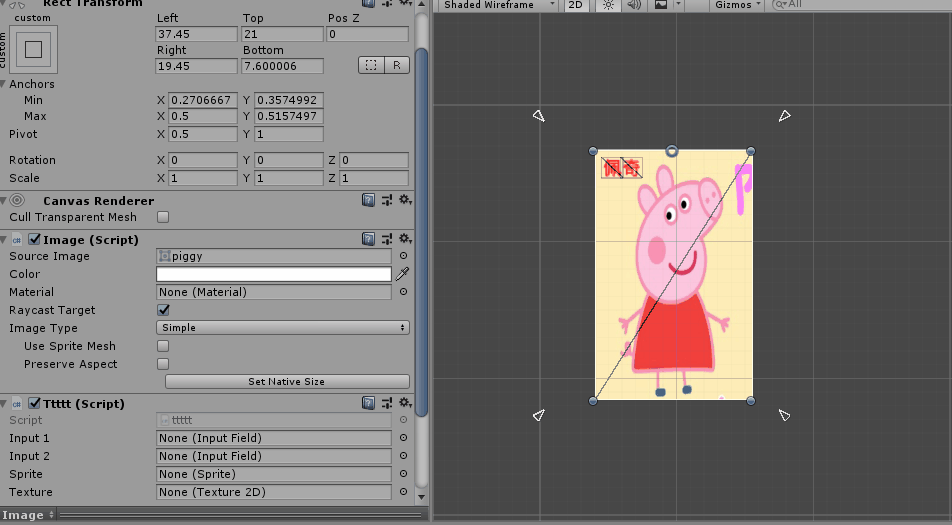 Rect Transform
Shaded Wireframe 2D Gizmos All
custom
custom
Left Top Pos Z
37.45 21 0
Right Bottom
19.45 7.600006 R
Anchors
Min X 0.2706667 Y 0.3574992
Max X 0.5 Y 0.5157497
Pivot X 0.5 Y 1
Rotation X 0 Y 0 Z 0
Scale X 1 Y 1 Z 1
Canvas Renderer
Cull Transparent Mesh
Image (Script)
Source Image piggy
Color
Material None (Material)
Raycast Target
Image Type Simple
Use Sprite Mesh
Preserve Aspect
Set Native Size
Ttttt (Script)
Script ttttt
Input 1 None (Input Field)
Input 2 None (Input Field)
Sprite None (Sprite)
Texture None (Texture 2D)
Image
佩奇
P